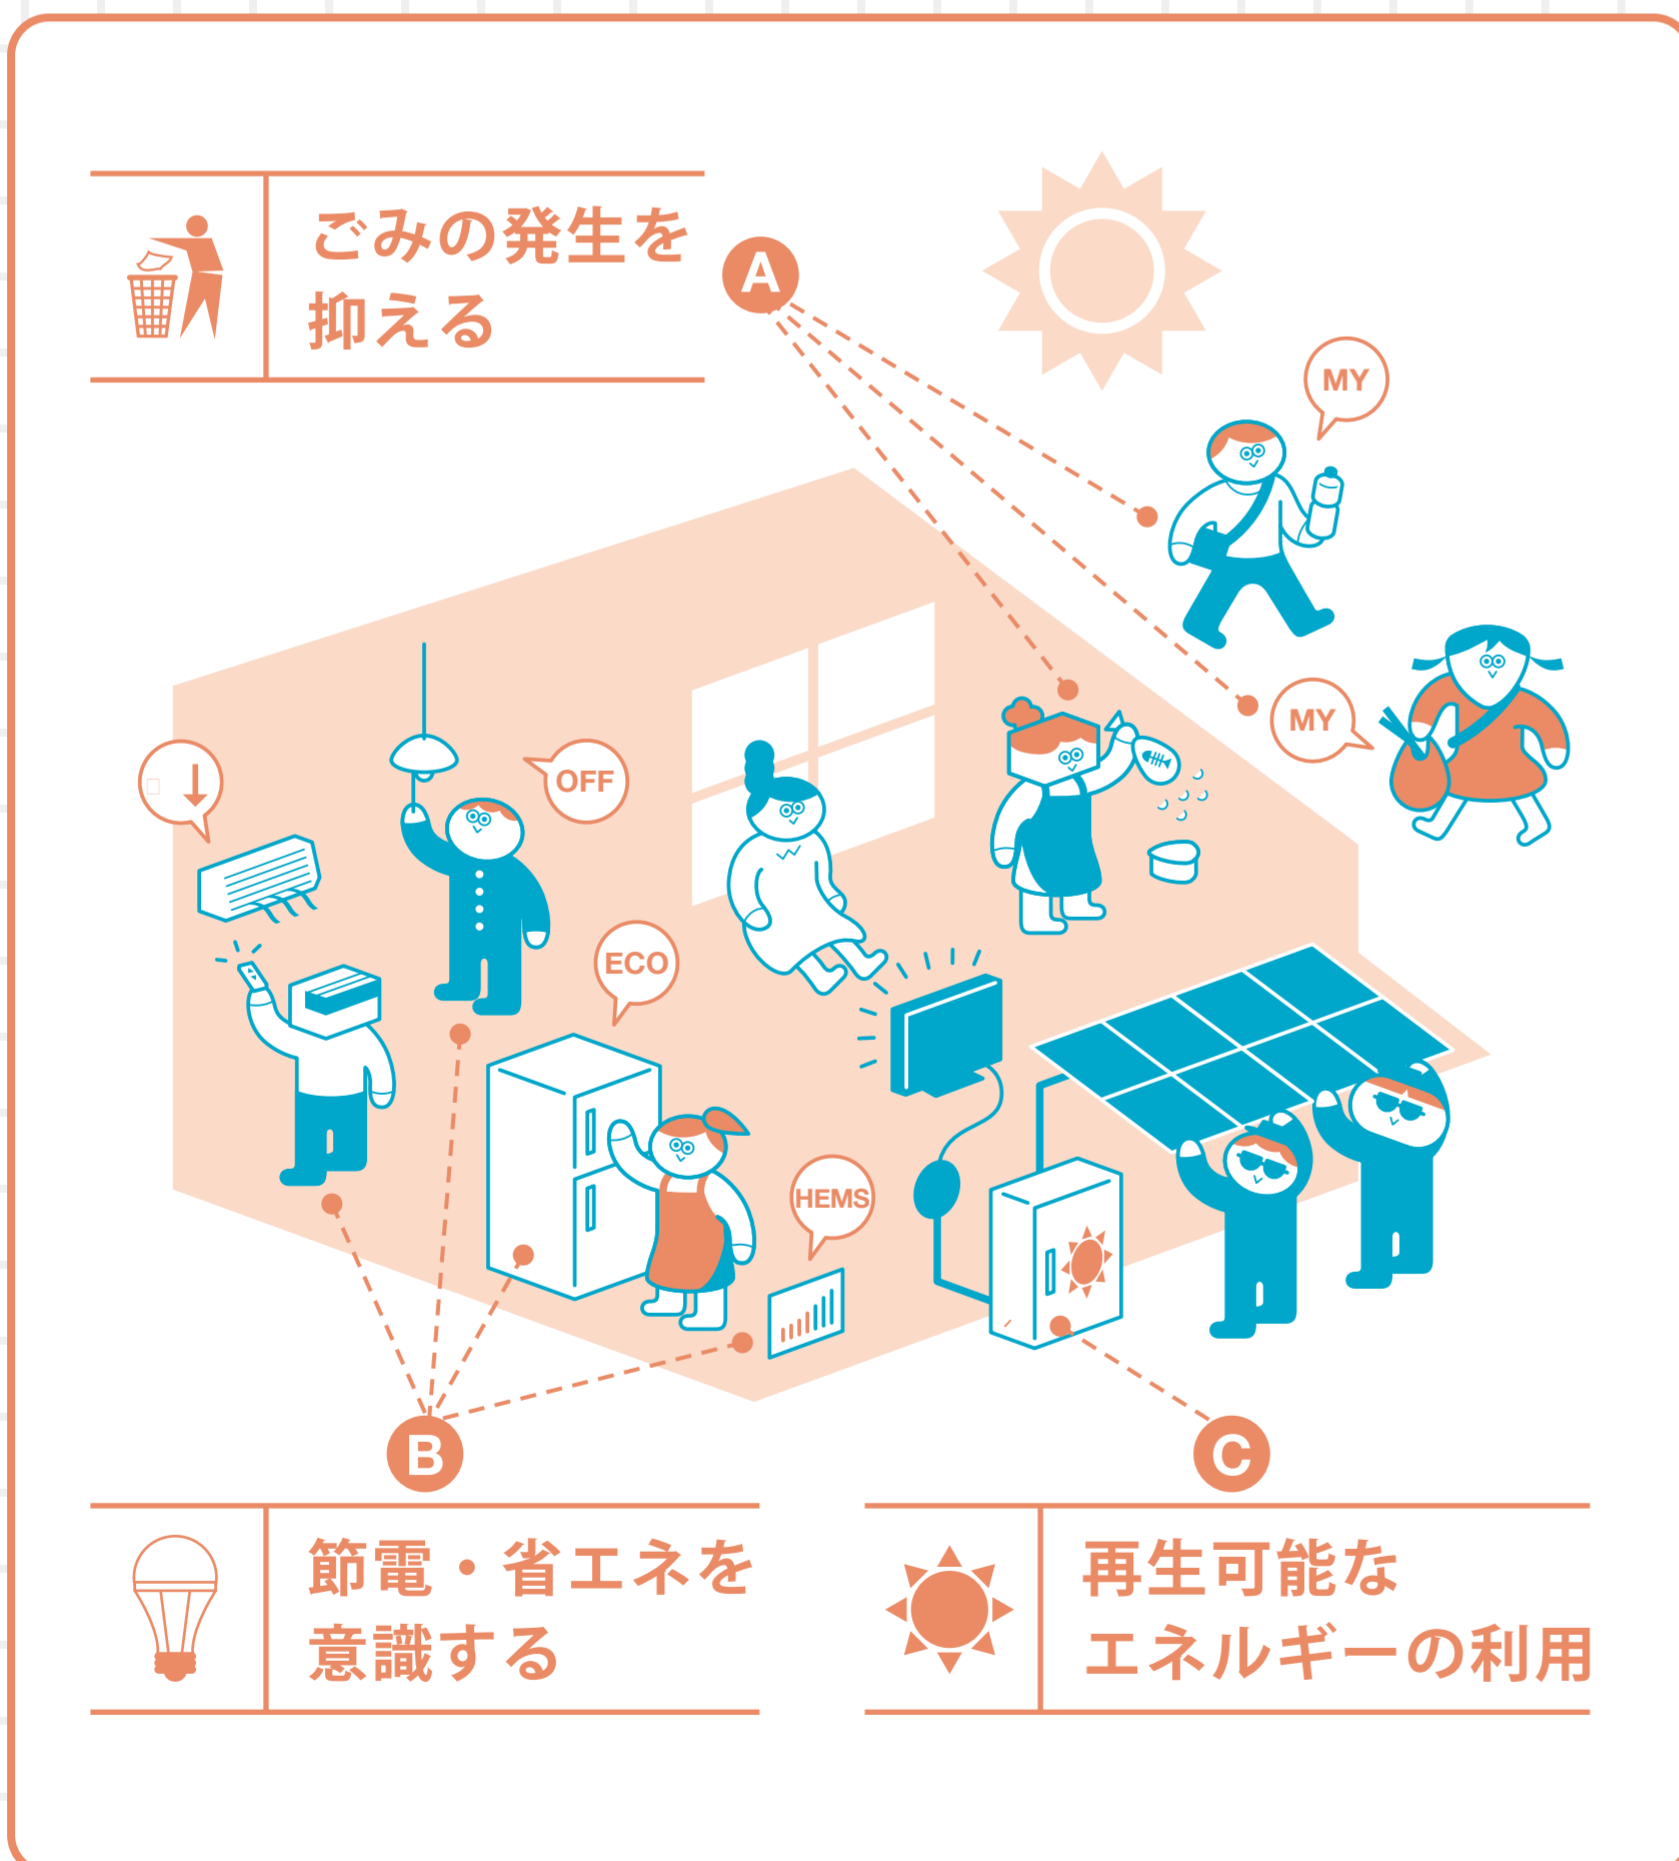 ごみの発生を
抑える
A
MY
MY
↓
OFF
ECO
HEMS
B
C
節電・省エネを
意識する
再生可能な
エネルギーの利用